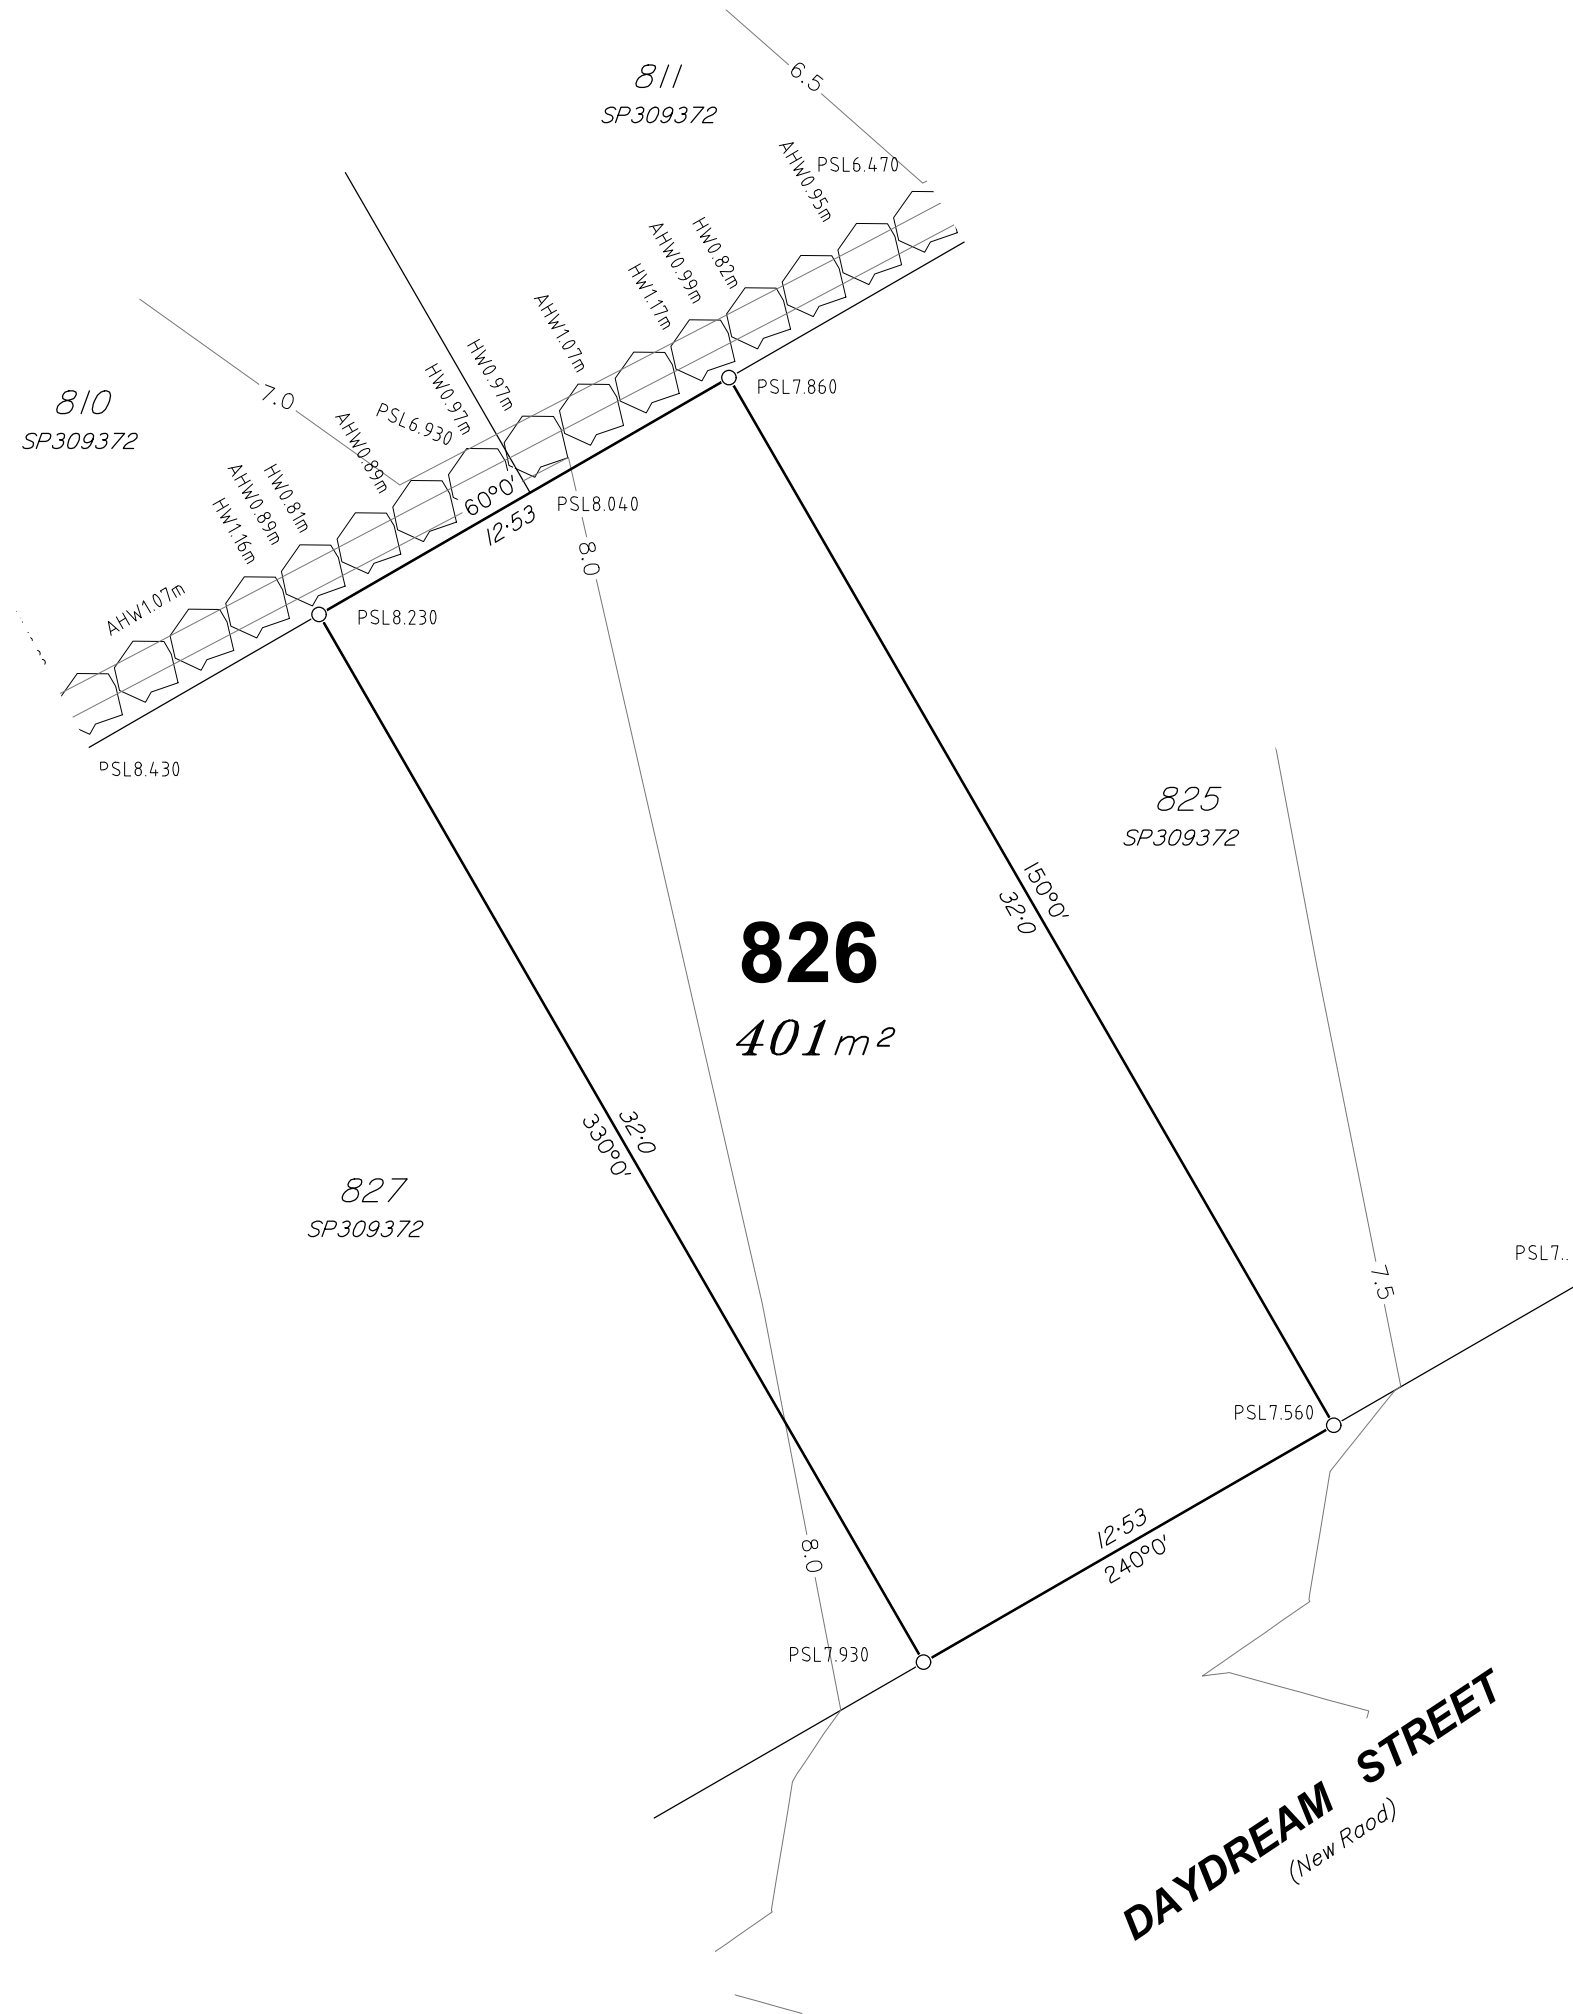 811
SP309372
6.5
PSL6.470
AHW0.95m
HW0.82m
AHW0.99m
HW1.17m
AHW1.07m
HW0.97m
HW0.97m
PSL6.930
7.0
810
SP309372
AHW0.89m
HW0.81m
AHW0.89m
HW1.16m
AHW1.07m
PSL7.860
60°0'
12·53
PSL8.040
8.0
PSL8.230
PSL8.430
825
SP309372
150°0'
32·0
826
401m²
32·0
330°0'
827
SP309372
PSL7..
7.5
PSL7.560
12·53
240°0'
8.0
PSL7.930
DAYDREAM STREET
(New Raod)